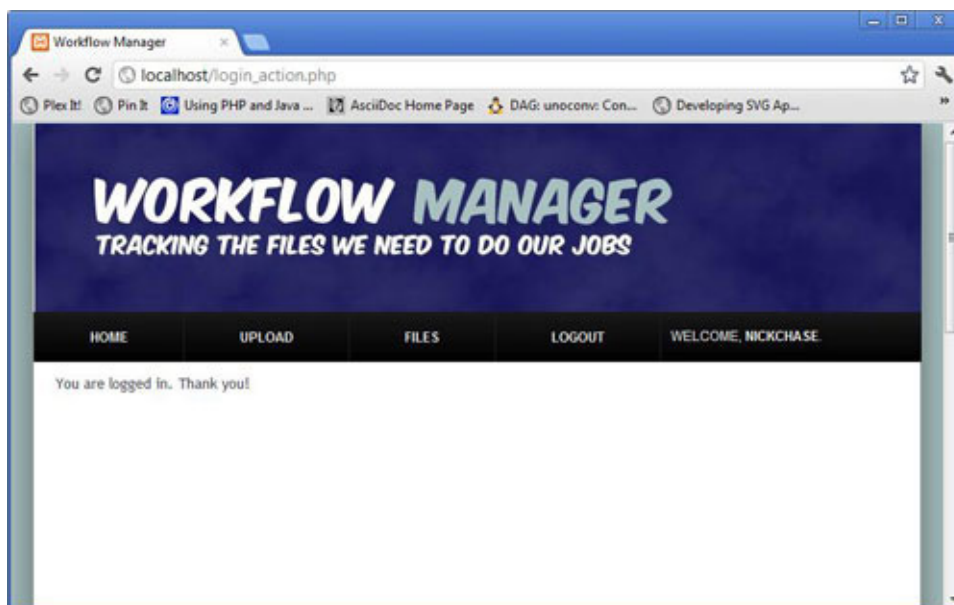 Workflow Manager
localhost/login_action.php
Plex It! Pin It Using PHP and Java ... AsciiDoc Home Page DAG: unoconv: Con... Developing SVG Ap... »
WORKFLOW MANAGER
TRACKING THE FILES WE NEED TO DO OUR JOBS
HOME UPLOAD FILES LOGOUT WELCOME, NICKCHASE.
You are logged in. Thank you!